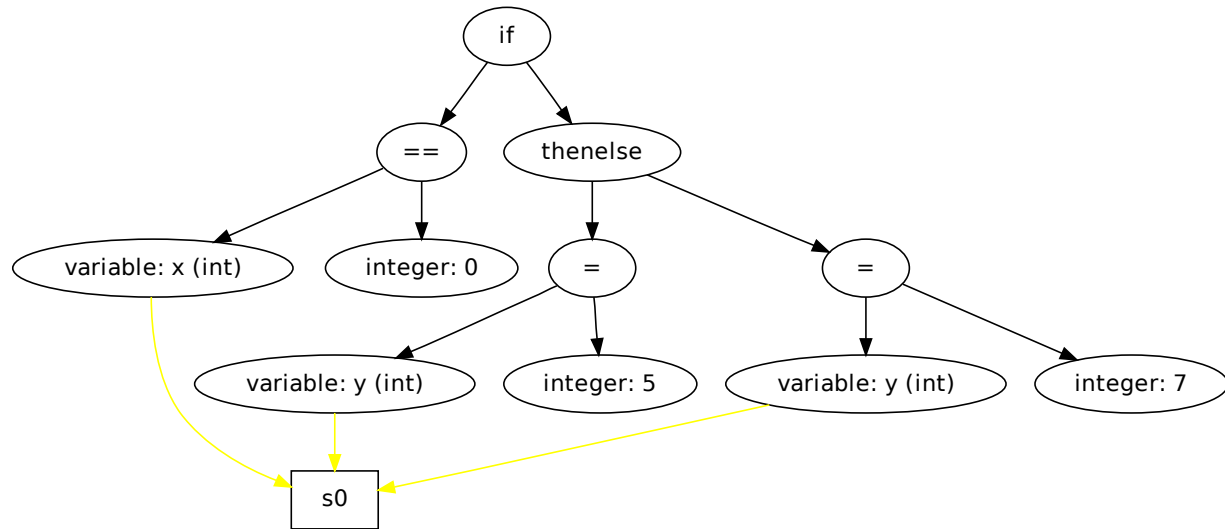 if
==
thenelse
variable: x (int)
integer: 0
=
=
variable: y (int)
integer: 5
variable: y (int)
integer: 7
s0